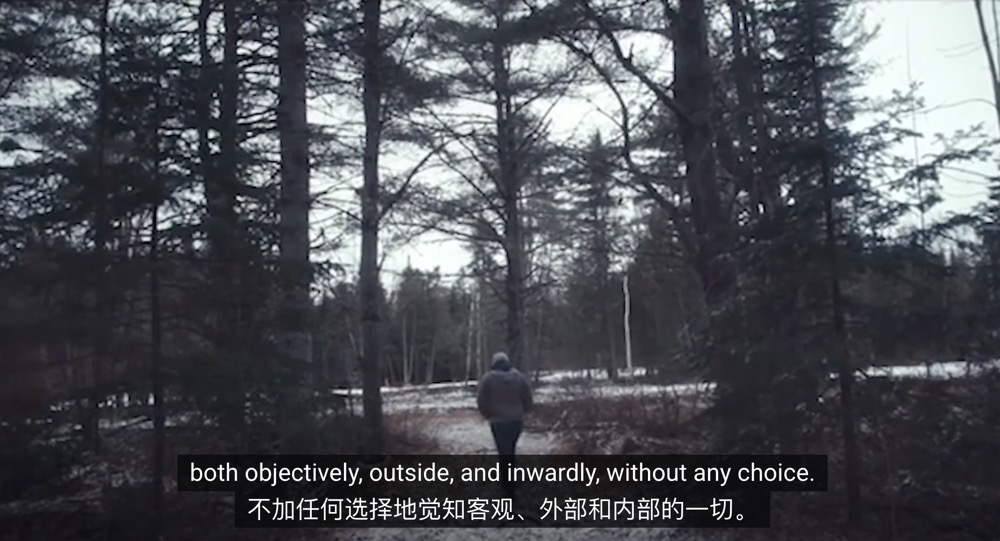 both objectively, outside, and inwardly, without any choice.
不加任何选择地觉知客观、外部和内部的一切。